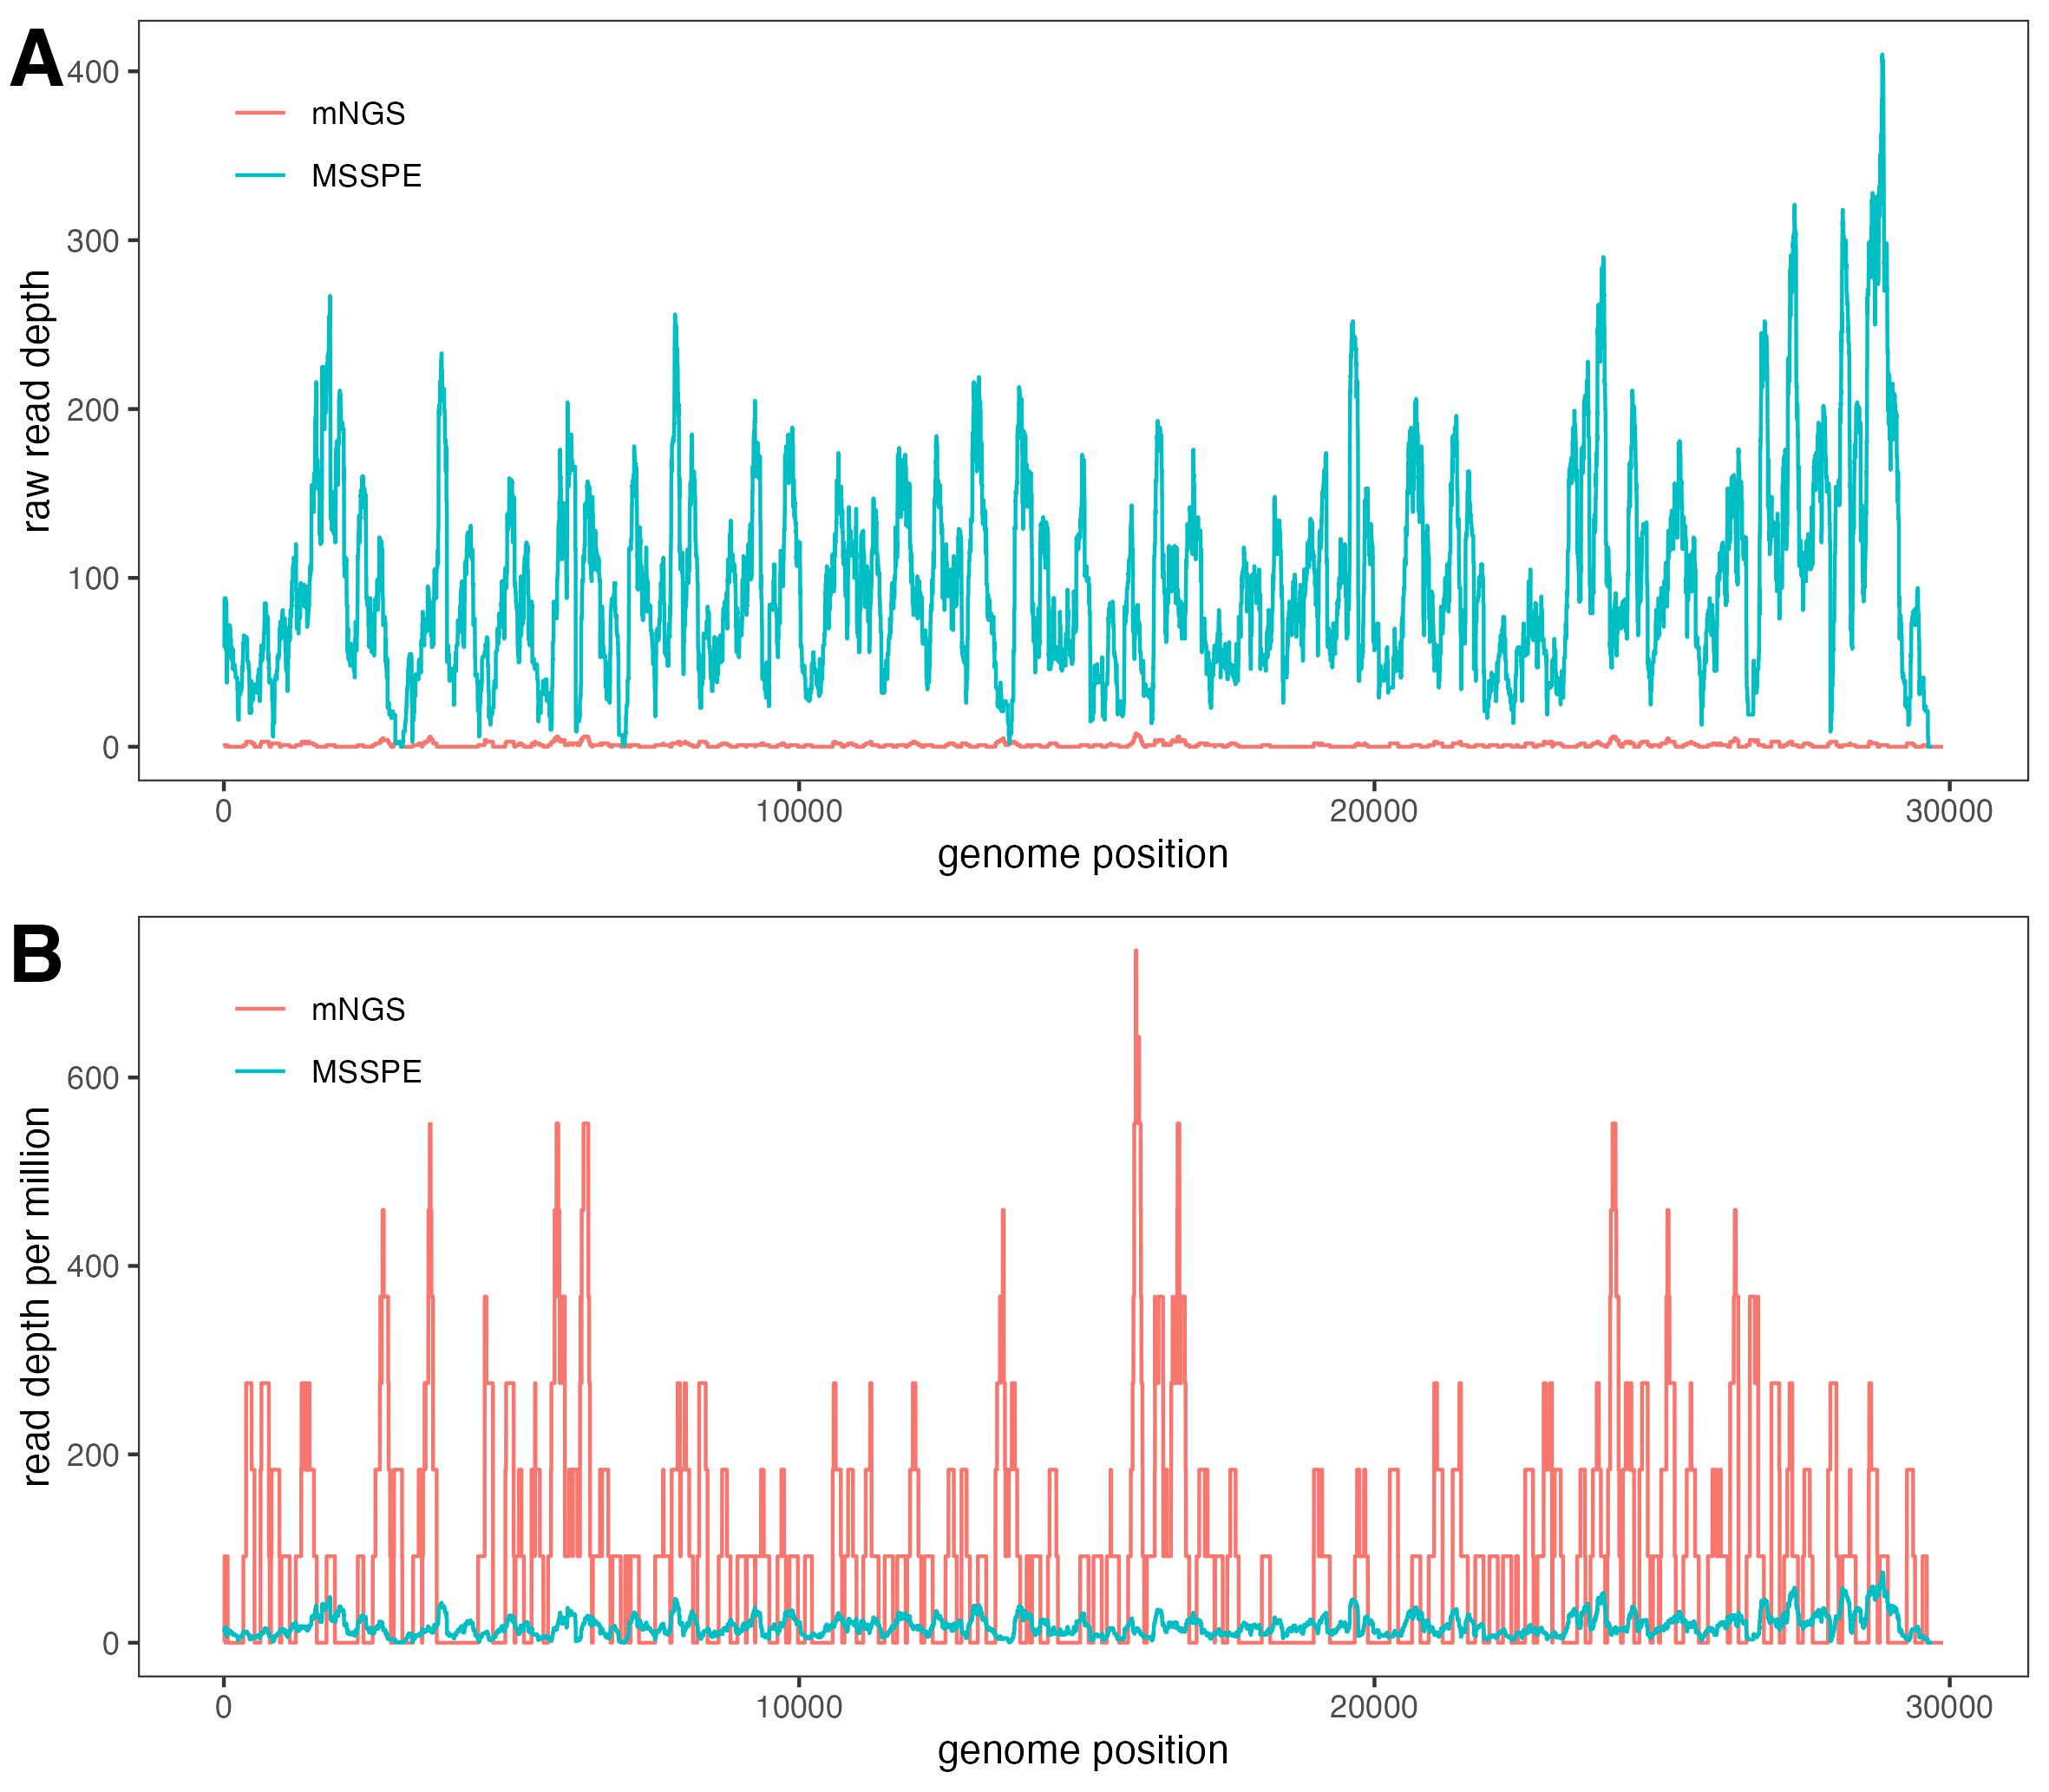 A
400
300
200
100
0
raw read depth
mNGS
MSSPE
0 10000 20000 30000
genome position
B
600
400
200
0
read depth per million
mNGS
MSSPE
0 10000 20000 30000
genome position